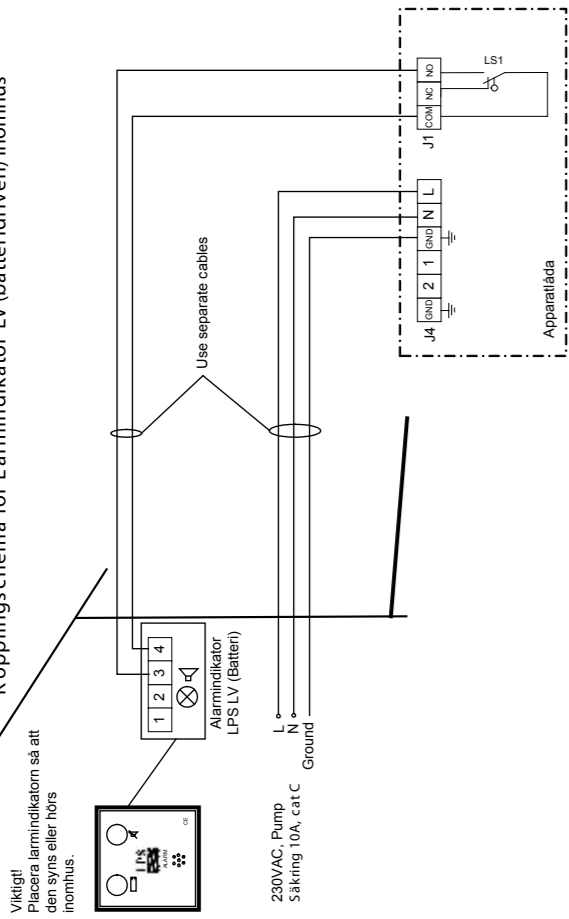 Kopplingschema för Larmindikator LV (batteridriven) inomhus
Viktigt!
Placera larmindikatorn så att
den syns eller hörs
inomhus.
LPS
ALARM
CE
1 2 3 4
Alarmindikator
LPS LV (Batteri)
Use separate cables
230VAC, Pump
Säkring 10A, cat C
L
N
Ground
J4 GND 2 1 GND N L
J1 COM NC NO
LS1
Apparatlåda